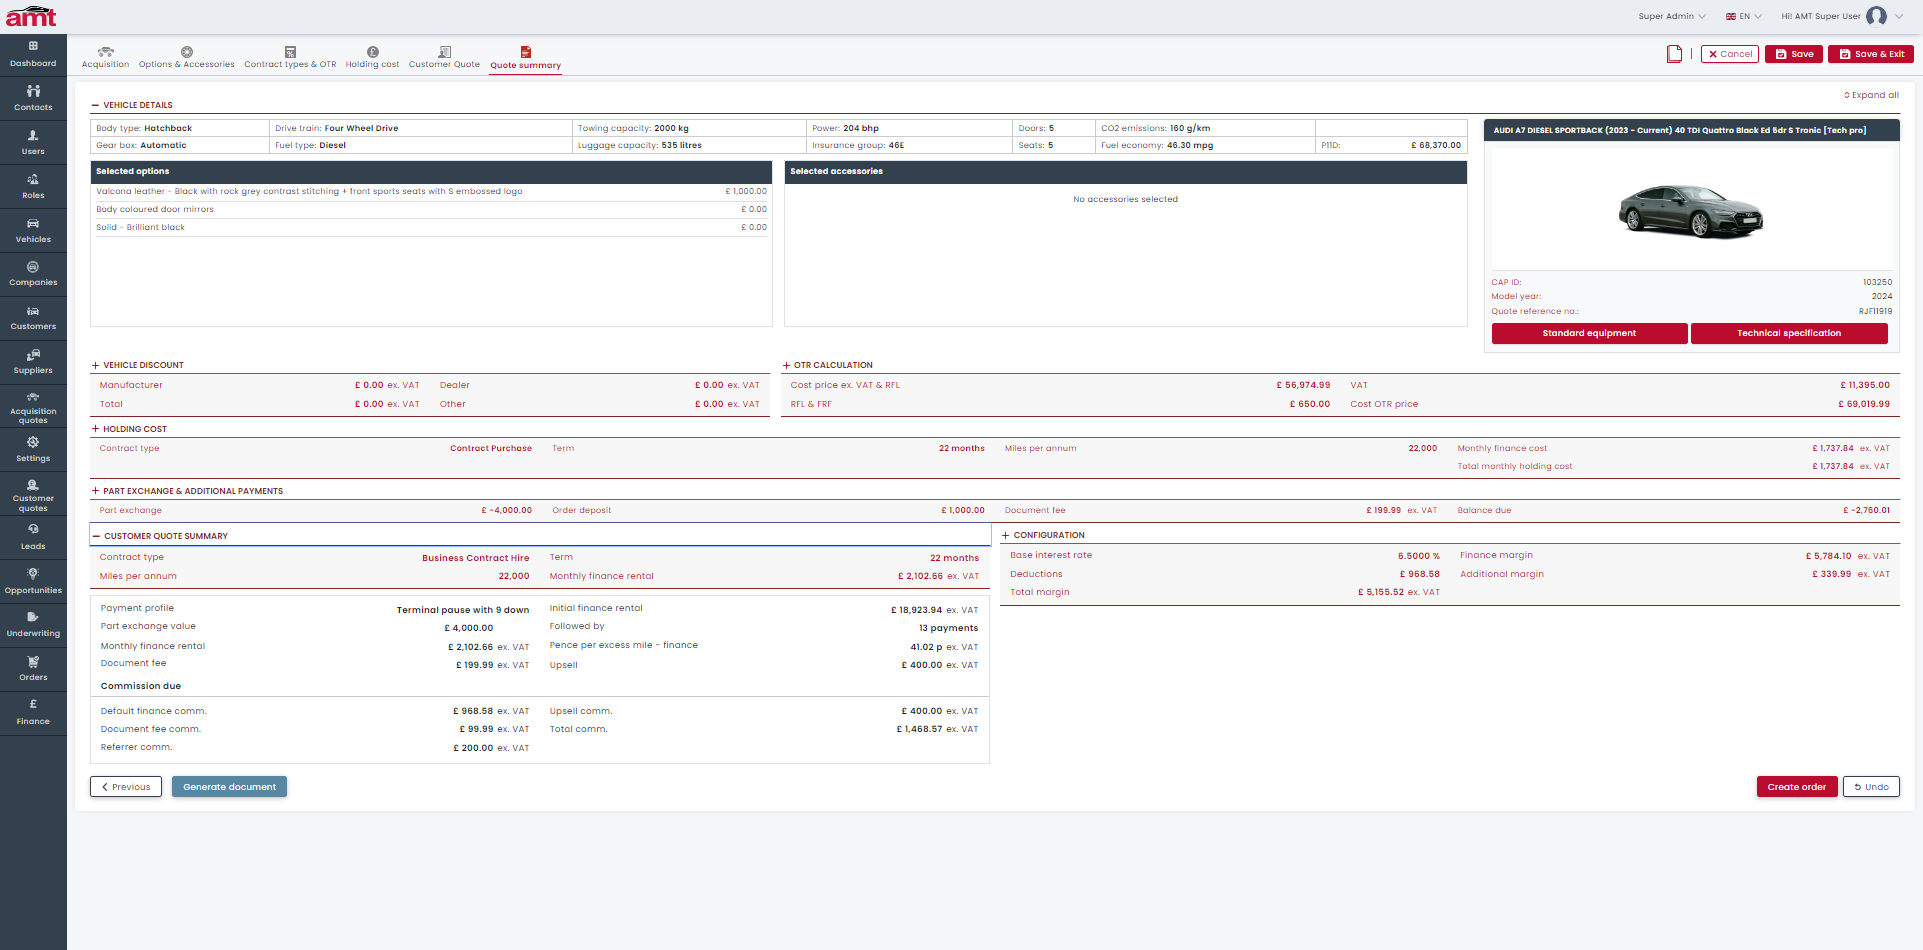 amt
Super Admin
EN
Hi! AMT Super User
Dashboard
Contacts
Users
Roles
Vehicles
Companies
Customers
Suppliers
Acquisition
quotes
Settings
Customer
quotes
Leads
Opportunities
Underwriting
Orders
Finance
Acquisition
Options & Accessories
Contract types & OTR
Holding cost
Customer Quote
Quote summary
Cancel
Save
Save & Exit
Expand all
VEHICLE DETAILS
Body type: Hatchback Drive train: Four Wheel Drive Towing capacity: 2000 kg Power: 204 bhp Doors: 5 CO2 emissions: 160 g/km
Gear box: Automatic Fuel type: Diesel Luggage capacity: 535 litres Insurance group: 46E Seats: 5 Fuel economy: 46.30 mpg P11D: £ 68,370.00
Selected options
Valcona leather - Black with rock grey contrast stitching + front sports seats with S embossed logo £ 1,000.00
Body coloured door mirrors £ 0.00
Solid - Brilliant black £ 0.00
Selected accessories
No accessories selected
AUDI A7 DIESEL SPORTBACK (2023 - Current) 40 TDI Quattro Black Ed 5dr S Tronic [Tech pro]
CAP ID: 103250
Model year: 2024
Quote reference no.: RJF11919
Standard equipment
Technical specification
VEHICLE DISCOUNT
Manufacturer £ 0.00 ex. VAT Dealer £ 0.00 ex. VAT
Total £ 0.00 ex. VAT Other £ 0.00 ex. VAT
OTR CALCULATION
Cost price ex. VAT & RFL £ 56,974.99 VAT £ 11,395.00
RFL & FRF £ 650.00 Cost OTR price £ 69,019.99
HOLDING COST
Contract type Contract Purchase Term 22 months Miles per annum 22,000 Monthly finance cost £ 1,737.84 ex. VAT
Total monthly holding cost £ 1,737.84 ex. VAT
PART EXCHANGE & ADDITIONAL PAYMENTS
Part exchange £ -4,000.00 Order deposit £ 1,000.00 Document fee £ 199.99 ex. VAT Balance due £ -2,760.01
CUSTOMER QUOTE SUMMARY
Contract type Business Contract Hire Term 22 months
Miles per annum 22,000 Monthly finance rental £ 2,102.66 ex. VAT
Payment profile Terminal pause with 9 down Initial finance rental £ 18,923.94 ex. VAT
Part exchange value £ 4,000.00 Followed by 13 payments
Monthly finance rental £ 2,102.66 ex. VAT Pence per excess mile - finance 41.02 p ex. VAT
Document fee £ 199.99 ex. VAT Upsell £ 400.00 ex. VAT
Commission due
Default finance comm. £ 968.58 ex. VAT Upsell comm. £ 400.00 ex. VAT
Document fee comm. £ 99.99 ex. VAT Total comm. £ 1,468.57 ex. VAT
Referrer comm. £ 200.00 ex. VAT
CONFIGURATION
Base interest rate 6.5000 % Finance margin £ 5,784.10 ex. VAT
Deductions £ 968.58 Additional margin £ 339.99 ex. VAT
Total margin £ 5,155.52 ex. VAT
Previous
Generate document
Create order
Undo